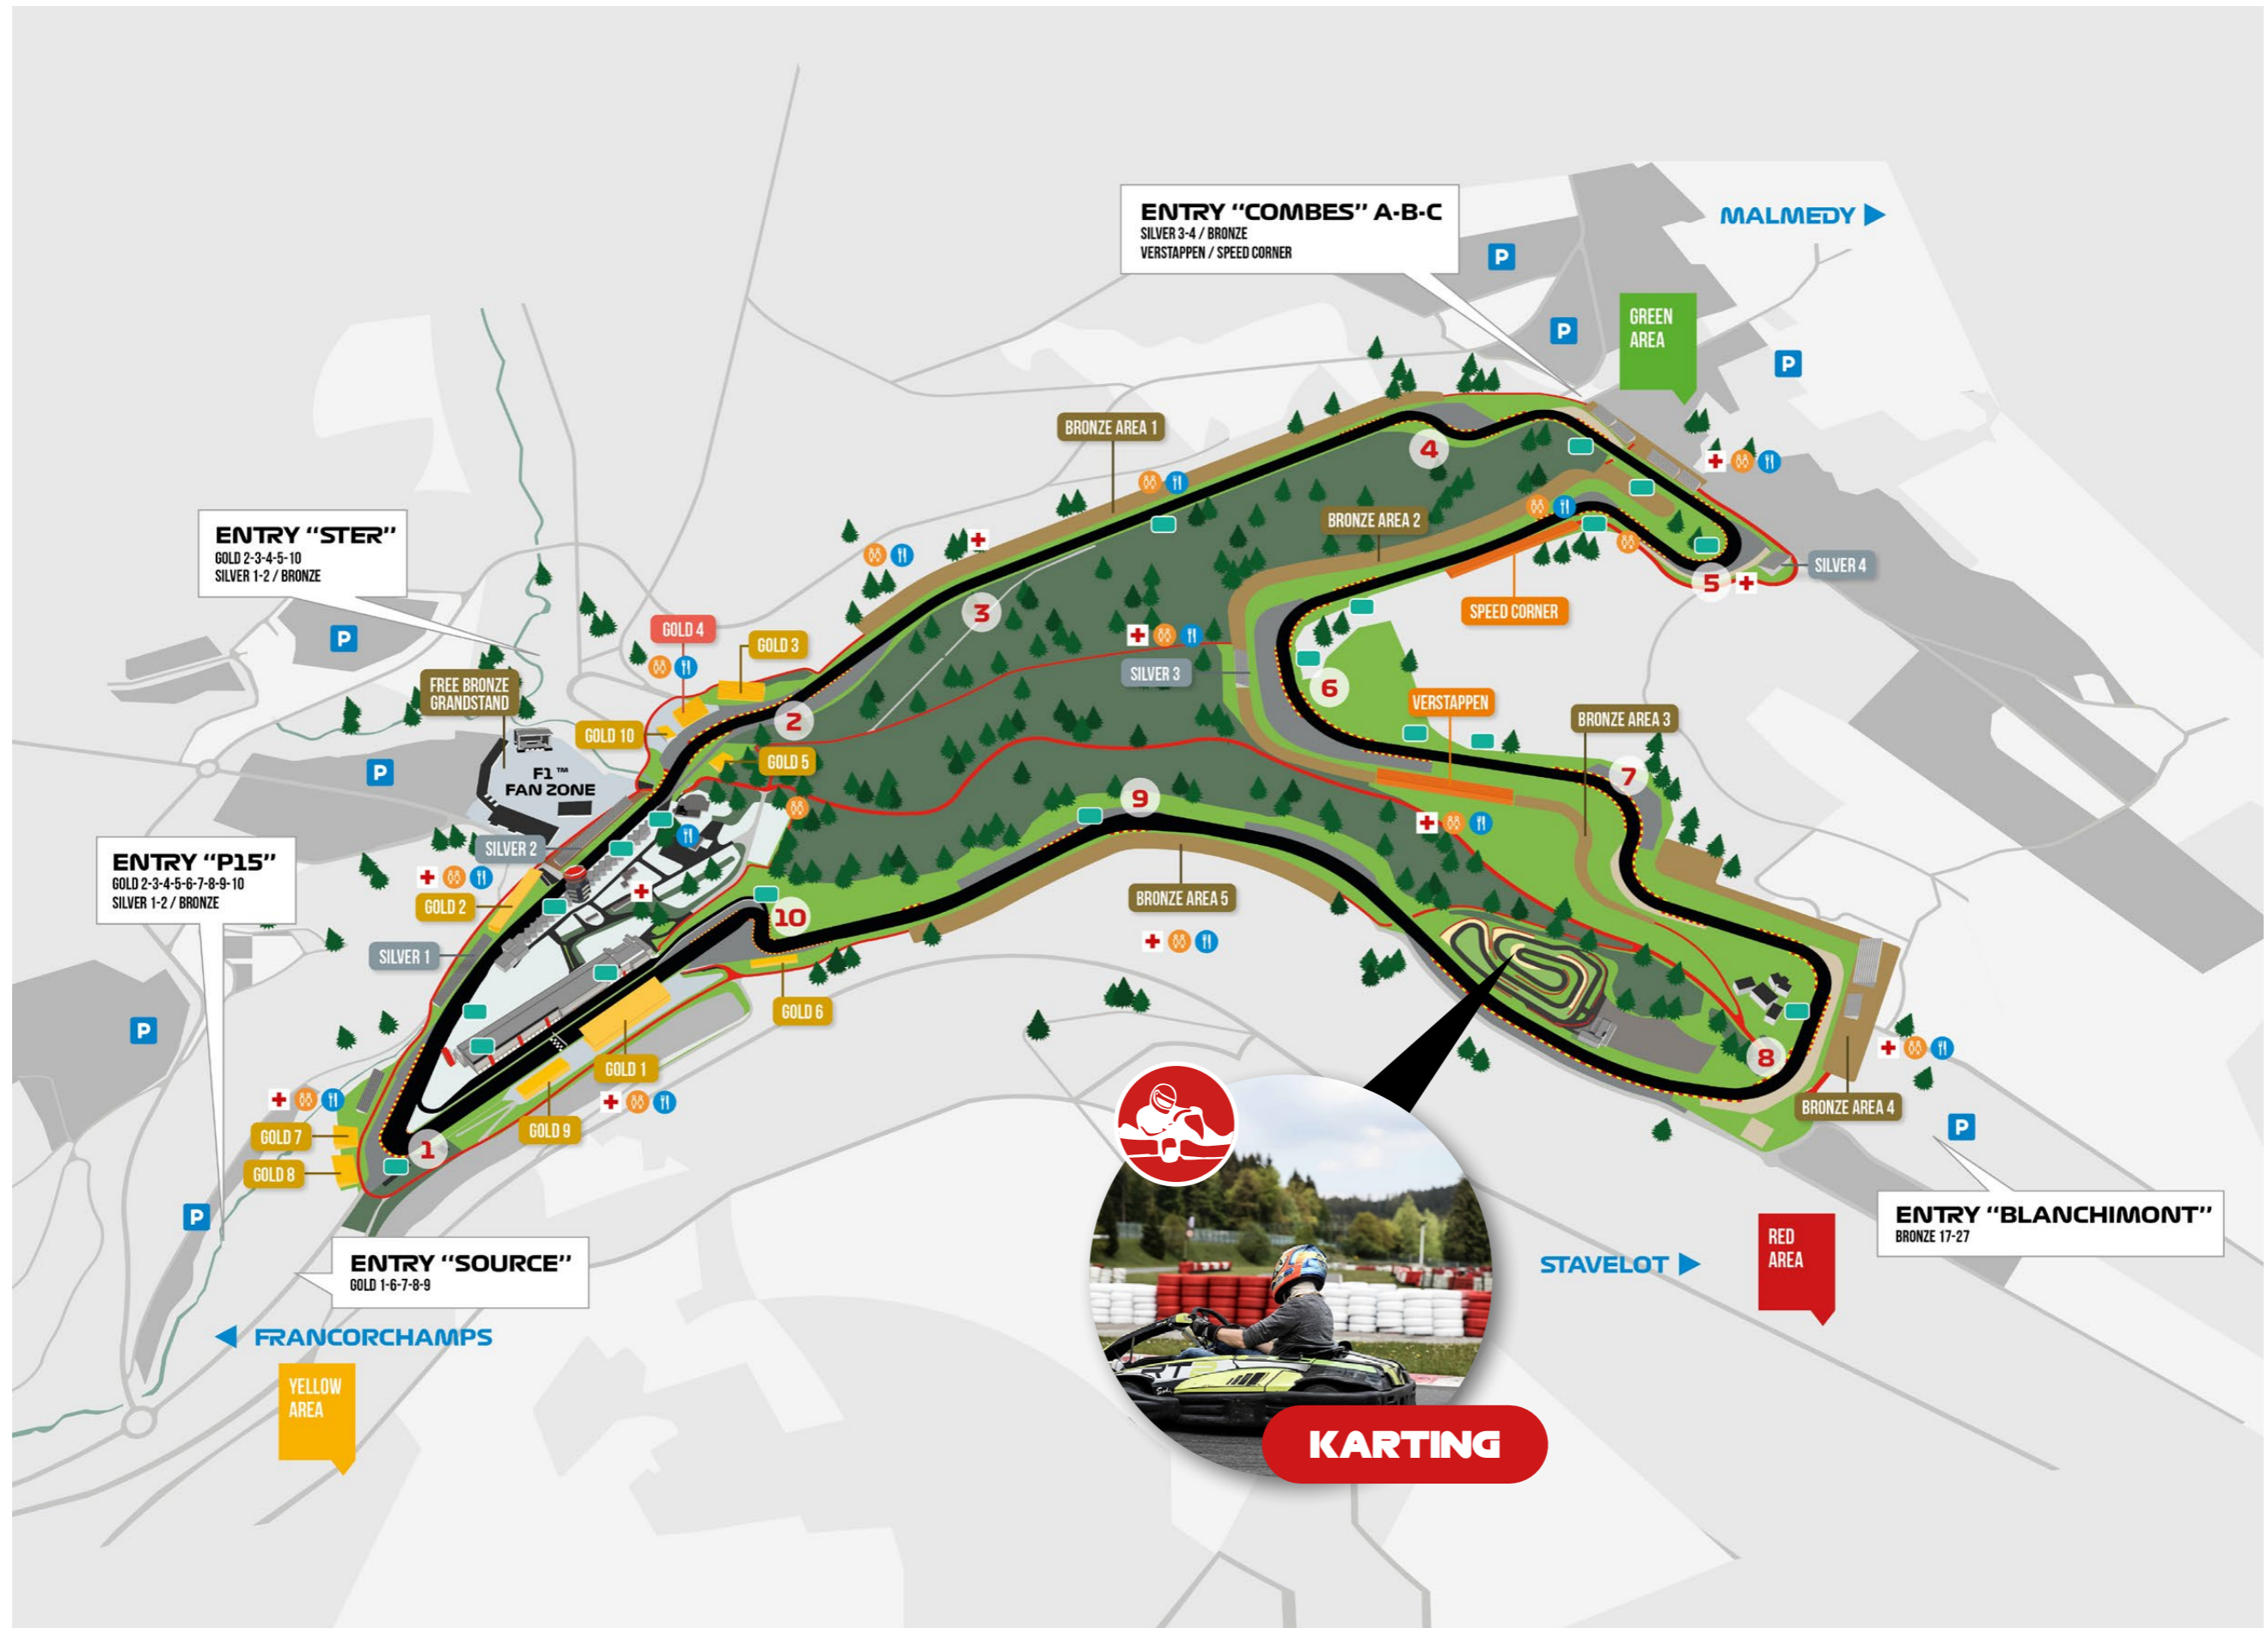 ENTRY “COMBES” A-B-C
SILVER 3-4 / BRONZE
VERSTAPPEN / SPEED CORNER
MALMEDY
P
P
GREEN
AREA
P
BRONZE AREA 1
4
BRONZE AREA 2
ENTRY “STER”
GOLD 2-3-4-5-10
SILVER 1-2 / BRONZE
SILVER 4
5
SPEED CORNER
3
P
GOLD 4
GOLD 3
SILVER 3
6
FREE BRONZE
GRANDSTAND
VERSTAPPEN
BRONZE AREA 3
2
GOLD 10
GOLD 5
P
F1™
FAN ZONE
7
9
SILVER 2
ENTRY “P15”
GOLD 2-3-4-5-6-7-8-9-10
SILVER 1-2 / BRONZE
GOLD 2
BRONZE AREA 5
10
SILVER 1
GOLD 6
P
8
GOLD 1
BRONZE AREA 4
P
GOLD 9
GOLD 7
1
GOLD 8
P
ENTRY “BLANCHIMONT”
BRONZE 17-27
RED
AREA
STAVELOT
ENTRY “SOURCE”
GOLD 1-6-7-8-9
FRANCORCHAMPS
YELLOW
AREA
KARTING